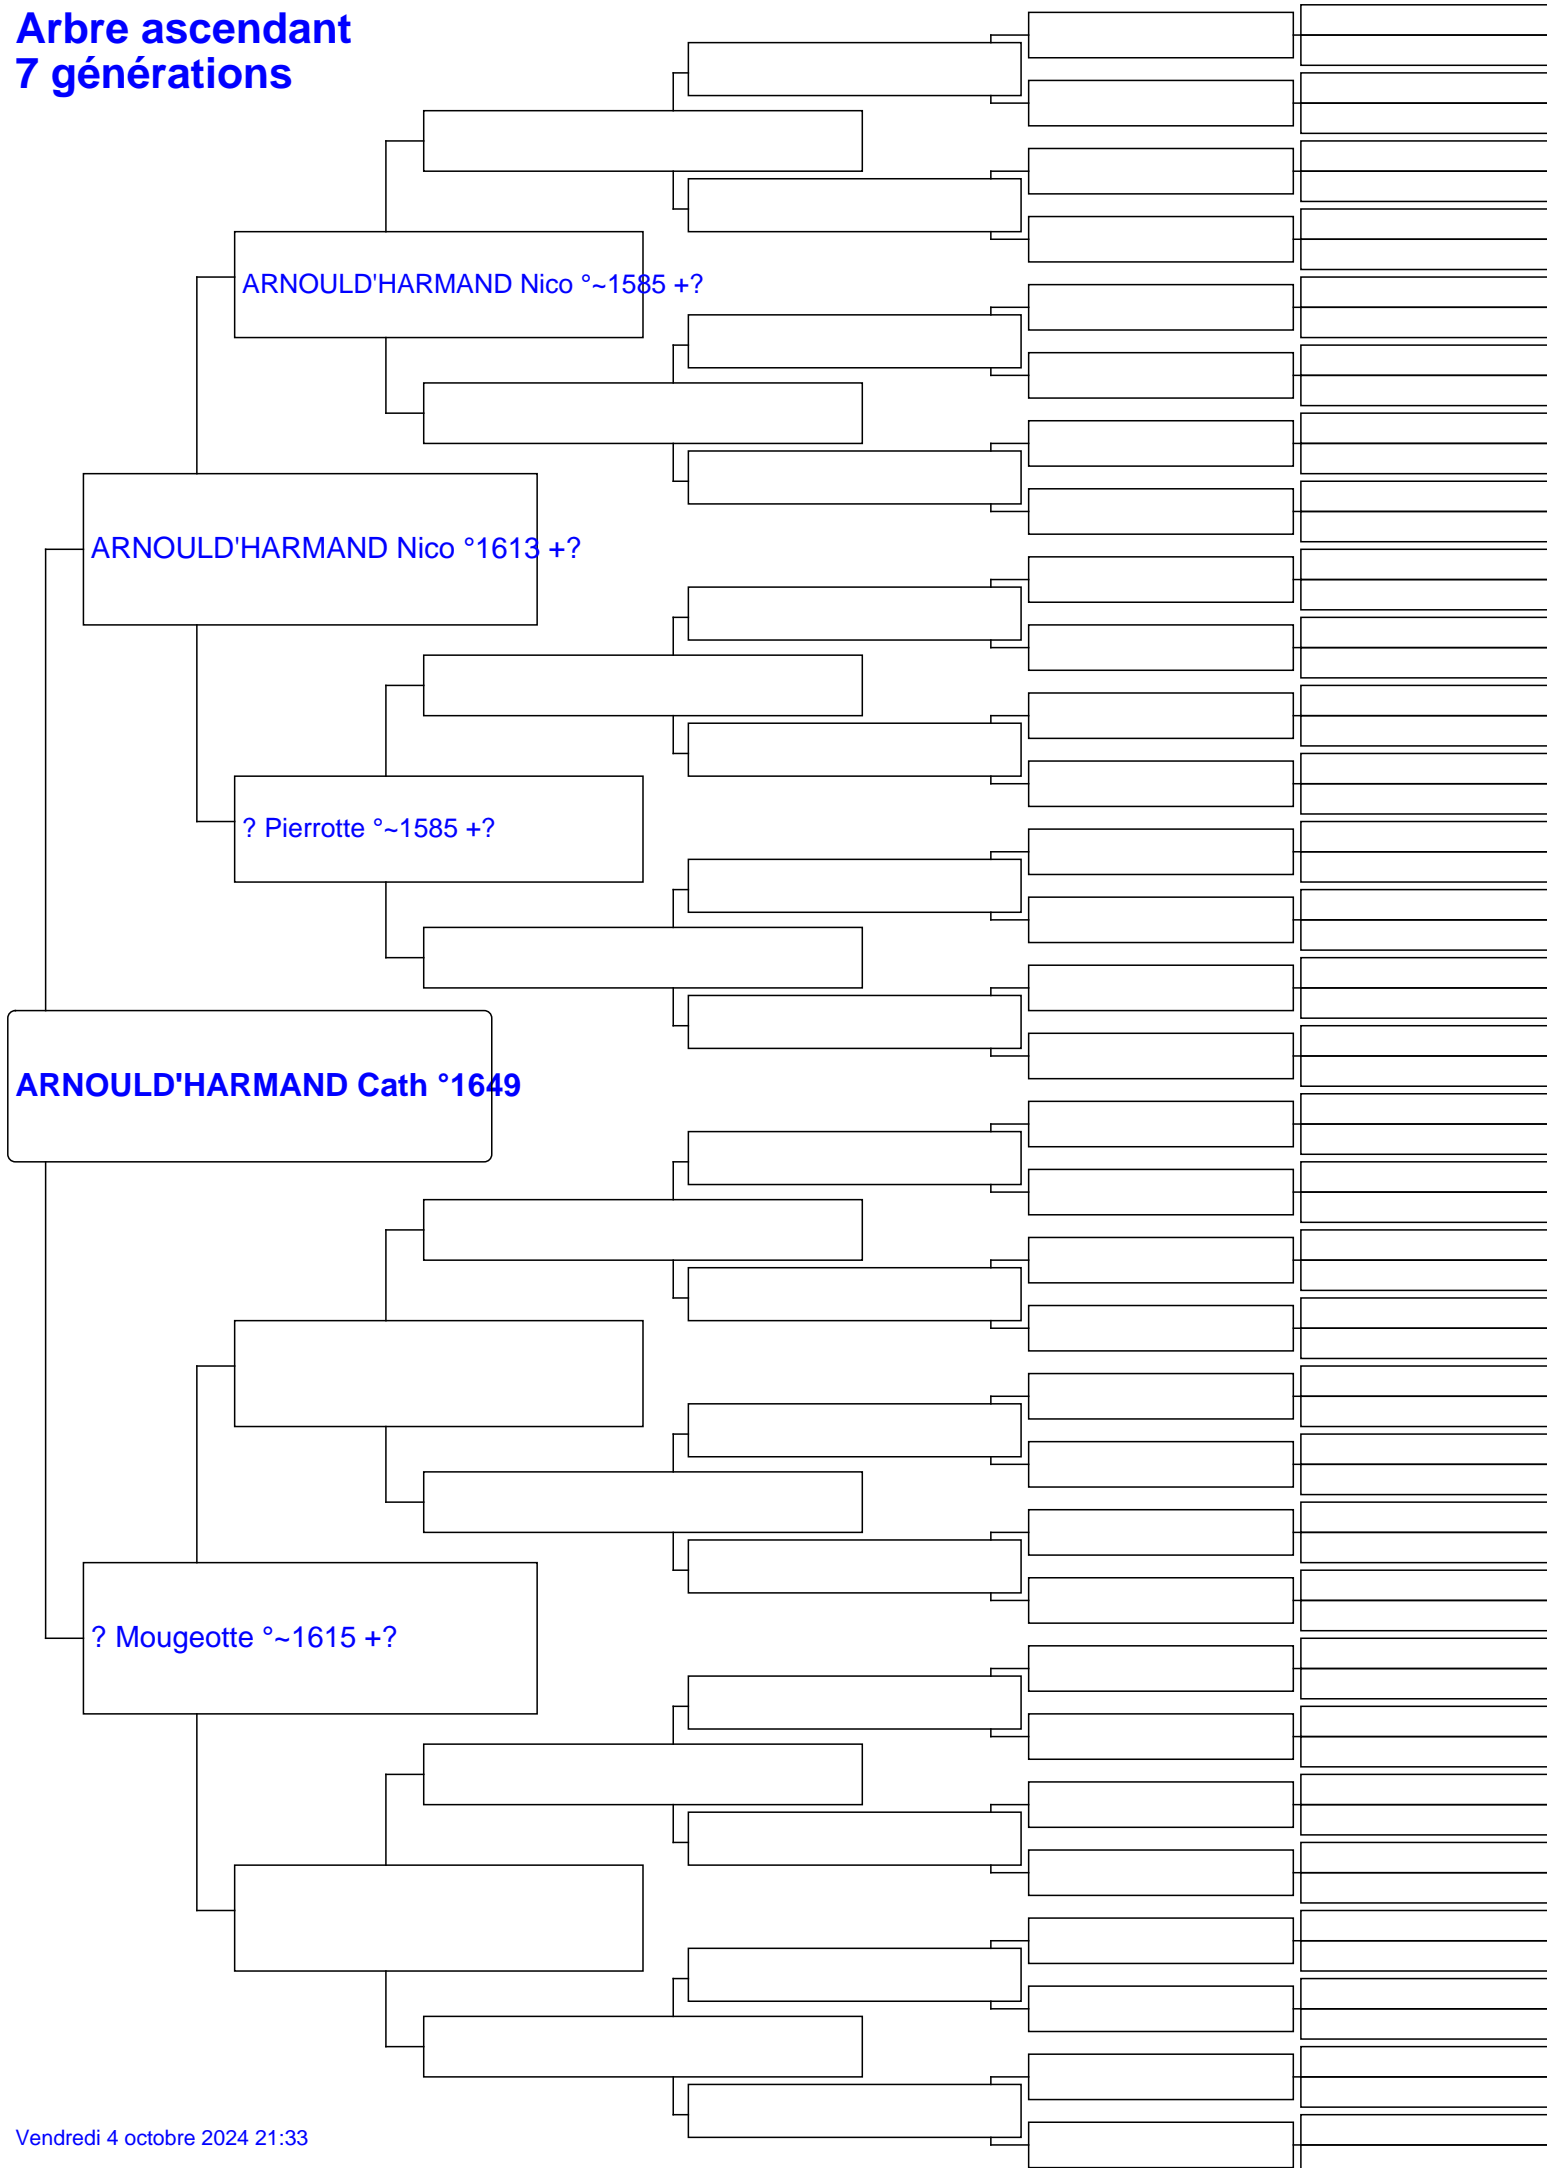 Arbre ascendant
7 générations
ARNOULD'HARMAND Nico °~1585 +?
ARNOULD'HARMAND Nico °1613 +?
? Pierrotte °~1585 +?
ARNOULD'HARMAND Cath °1649
? Mougeotte °~1615 +?
Vendredi 4 octobre 2024 21:33